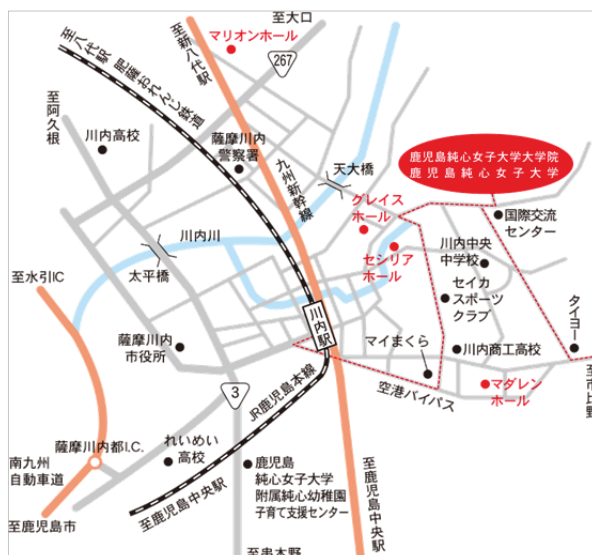 至大口
マリオンホール
267
至新八代駅
至八代駅
肥薩おれんじ鉄道
至阿久根
川内高校
薩摩川内
警察署
九州新幹線
天大橋
鹿児島純心女子大学大学院
鹿児島純心女子大学
グレイス
ホール
国際交流
センター
川内川
セシリア
ホール
川内中央
中学校
太平橋
至水引IC
セイカ
スポーツ
クラブ
タイヨー
川内駅
薩摩川内
市役所
マイまくら
川内商工高校
3
JR鹿児島本線
空港バイパス
マダレン
ホール
至市比野
薩摩川内都I.C.
れいめい
高校
南九州
自動車道
鹿児島
純心女子大学
附属純心幼稚園
子育て支援センター
至鹿児島中央駅
至鹿児島中央駅
至鹿児島市
至串木野